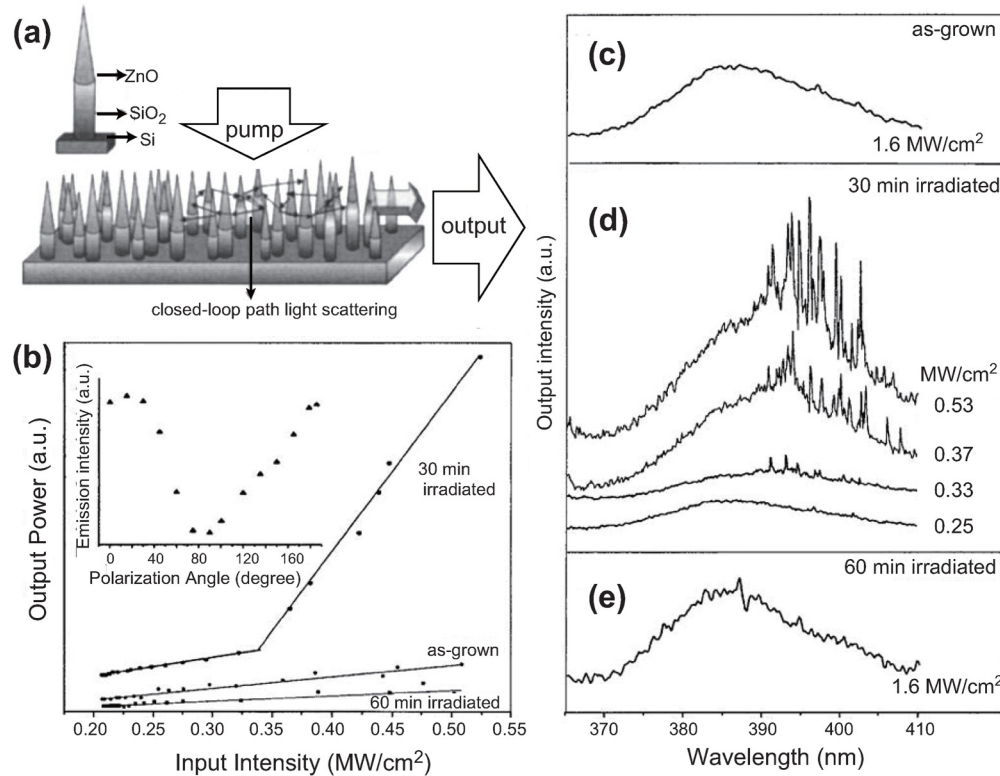 (a)
ZnO
SiO2
Si
pump
output
closed-loop path light scattering
(b)
Output Power (a.u.)
Emission intensity (a.u.)
0 40 80 120 160
Polarization Angle (degree)
30 min
irradiated
as-grown
60 min irradiated
0.20 0.25 0.30 0.35 0.40 0.45 0.50 0.55
Input Intensity (MW/cm²)
(c)
as-grown
1.6 MW/cm²
Output intensity (a.u.)
(d)
30 min irradiated
MW/cm²
0.53
0.37
0.33
0.25
(e)
60 min irradiated
1.6 MW/cm²
370 380 390 400 410
Wavelength (nm)